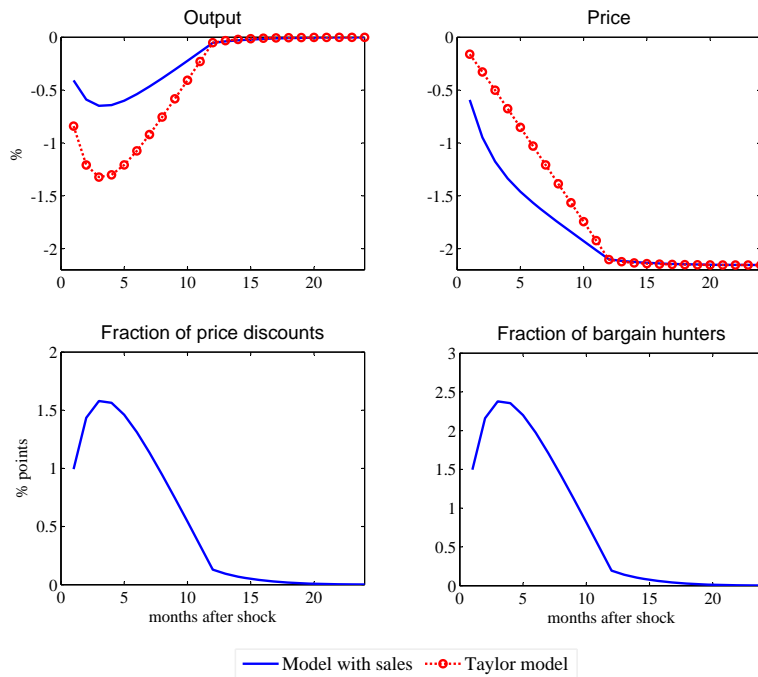 Output
Price
0
-0.5
-1
-1.5
-2
%
0 5 10 15 20
0
-0.5
-1
-1.5
-2
0 5 10 15 20
Fraction of price discounts
Fraction of bargain hunters
2
1.5
1
0.5
0
% points
0 5 10 15 20
months after shock
3
2.5
2
1.5
1
0.5
0
0 5 10 15 20
months after shock
Model with sales
Taylor model